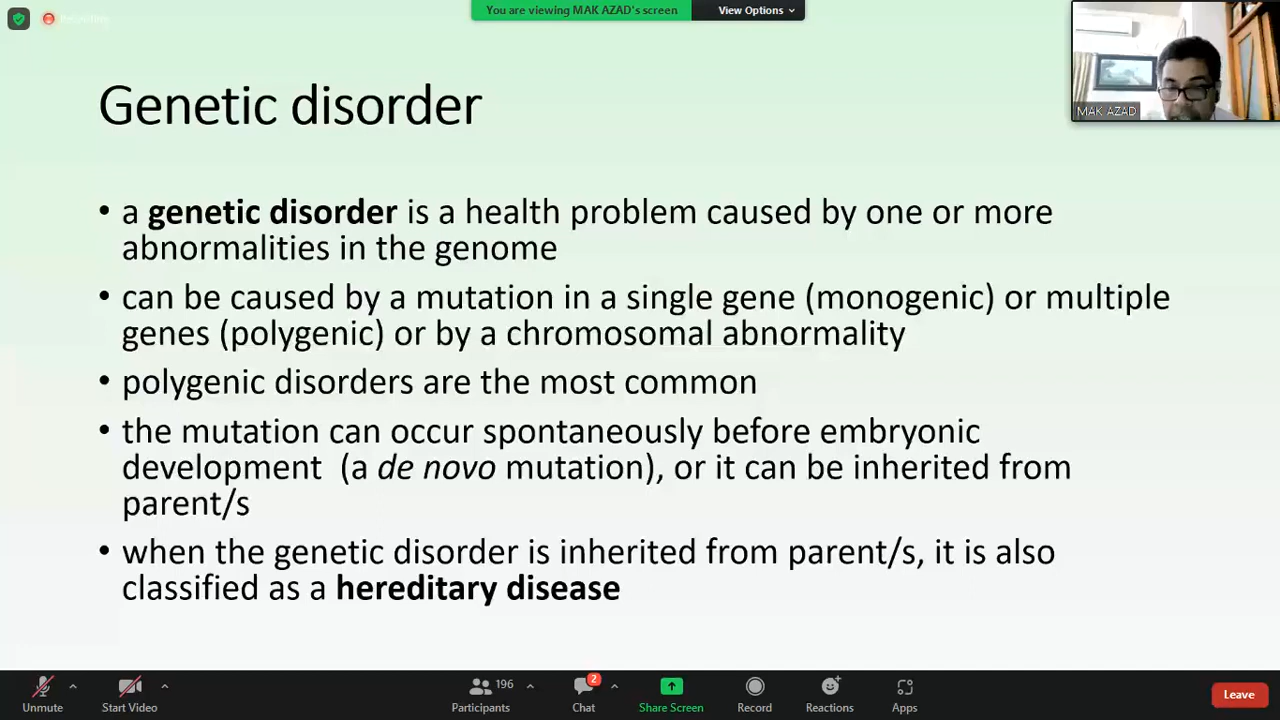 Recording
You are viewing MAK AZAD's screen
View Options
MAK AZAD
Genetic disorder
• a genetic disorder is a health problem caused by one or more
abnormalities in the genome
• can be caused by a mutation in a single gene (monogenic) or multiple
genes (polygenic) or by a chromosomal abnormality
• polygenic disorders are the most common
• the mutation can occur spontaneously before embryonic
development (a de novo mutation), or it can be inherited from
parent/s
• when the genetic disorder is inherited from parent/s, it is also
classified as a hereditary disease
Unmute
Start Video
196
Participants
2
Chat
Share Screen
Record
Reactions
Apps
Leave